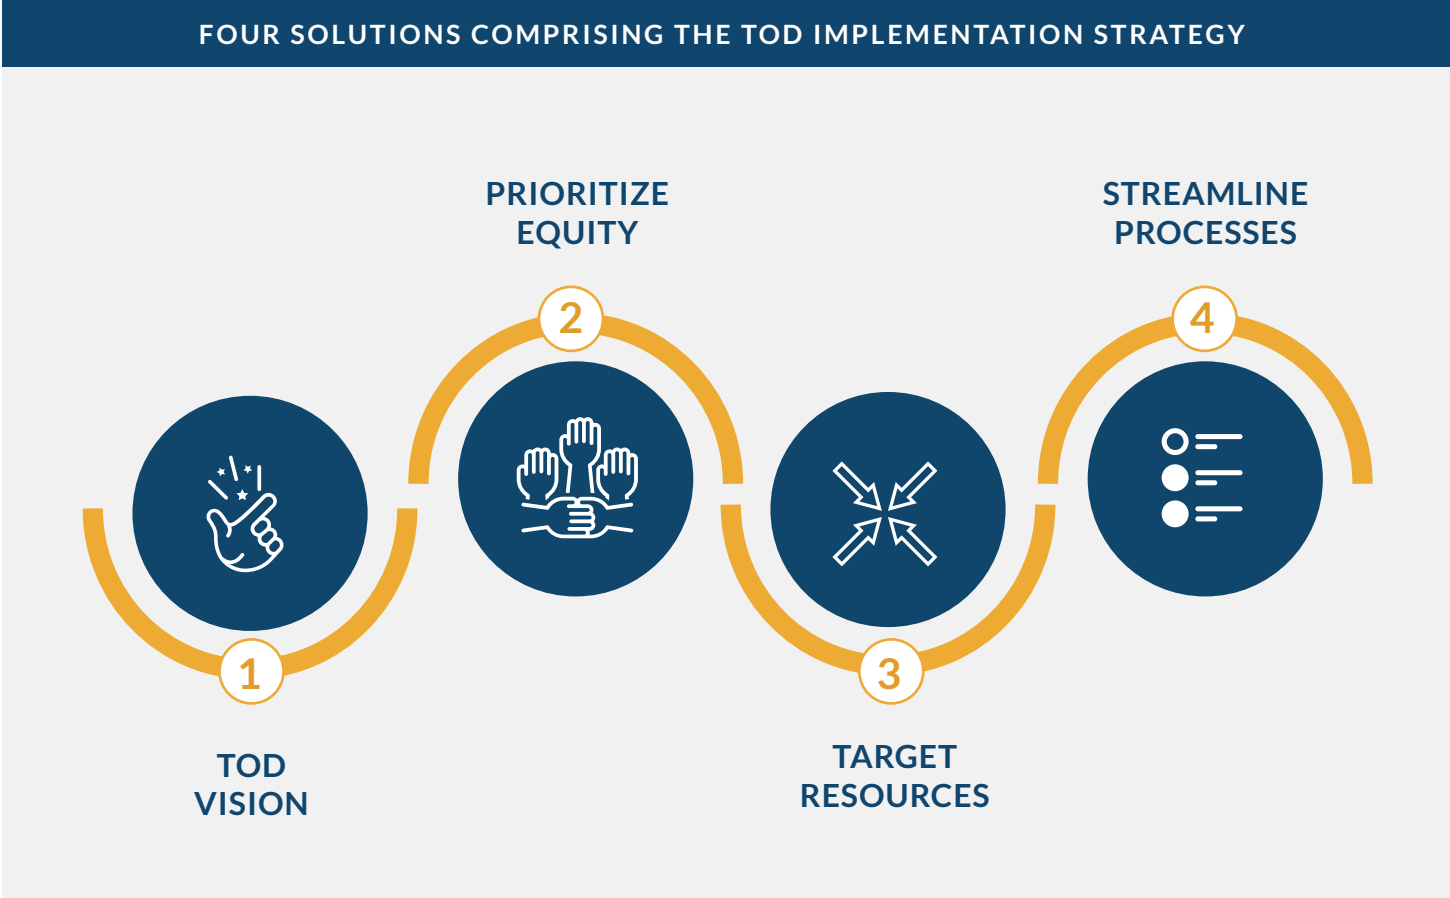 FOUR SOLUTIONS COMPRISING THE TOD IMPLEMENTATION STRATEGY
1
TOD
VISION
PRIORITIZE
EQUITY
2
3
TARGET
RESOURCES
STREAMLINE
PROCESSES
4